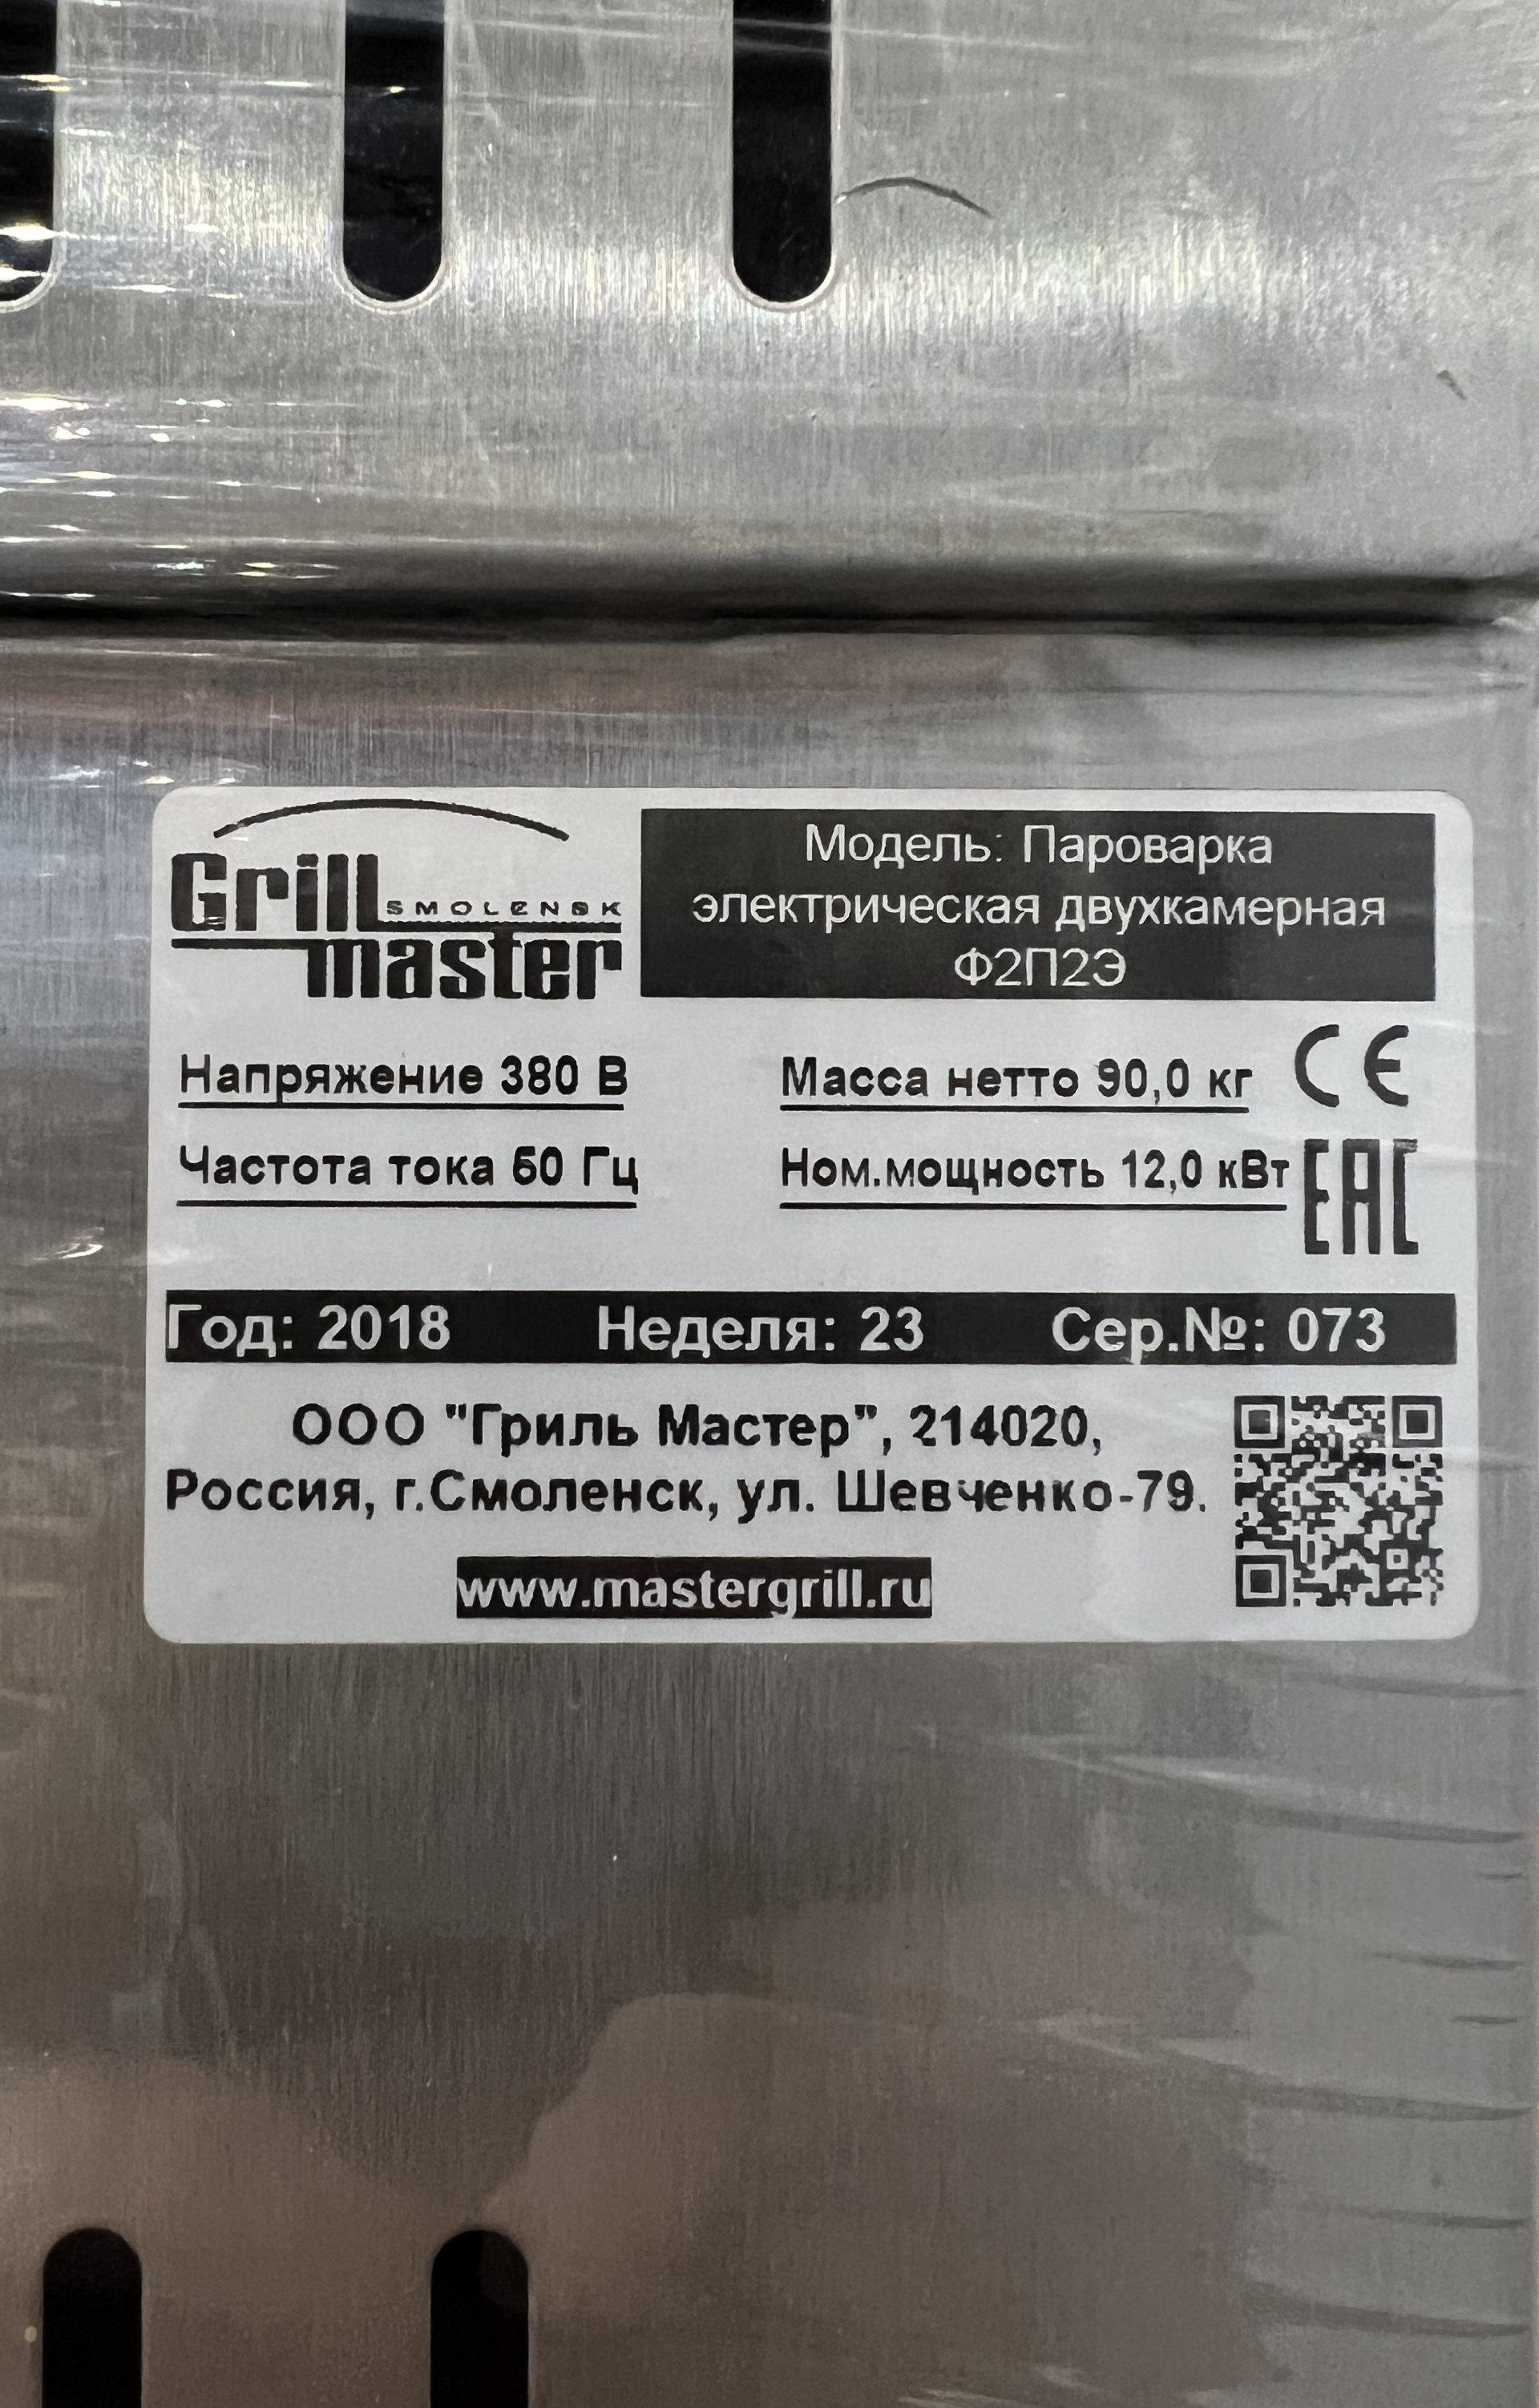 Grill SMOLENSK
master
Модель: Пароварка
электрическая двухкамерная
Ф2П2Э
Напряжение 380 В
Масса нетто 90,0 кг
CE
Частота тока 50 Гц
Ном.мощность 12,0 кВт
EAC
Год: 2018 Неделя: 23 Сер.№: 073
ООО "Гриль Мастер", 214020,
Россия, г.Смоленск, ул. Шевченко-79.
www.mastergrill.ru